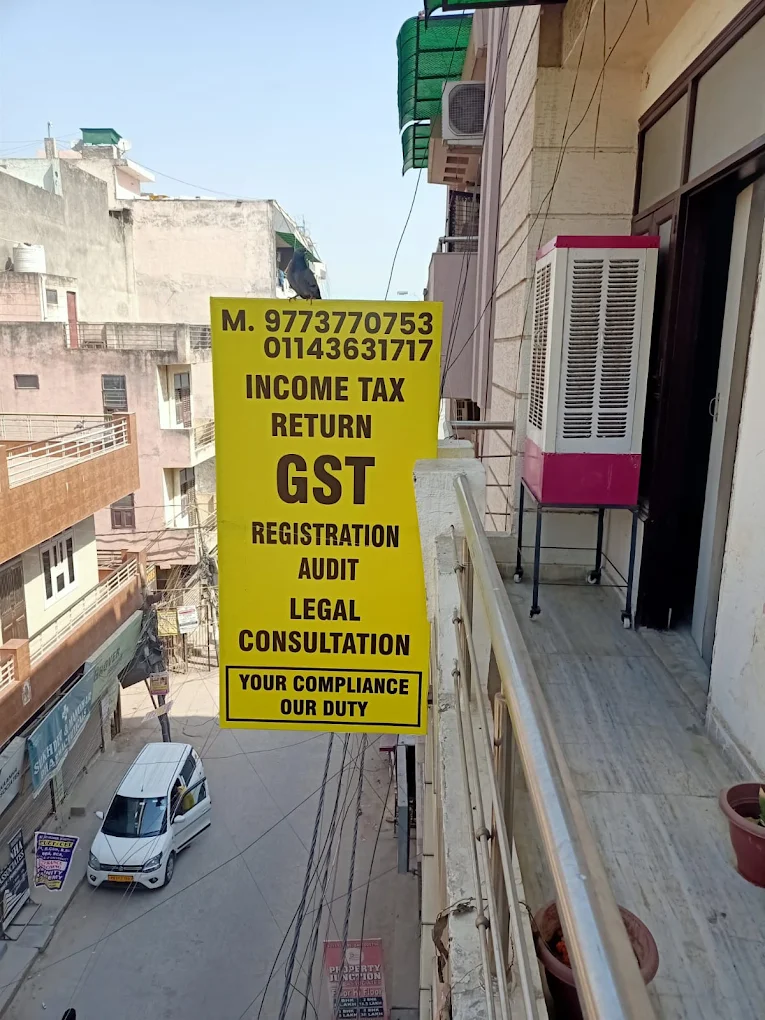 M. 9773770753
01143631717
INCOME TAX
RETURN
GST
REGISTRATION
AUDIT
LEGAL
CONSULTATION
YOUR COMPLIANCE
OUR DUTY
PROPERTY
JUNCTION